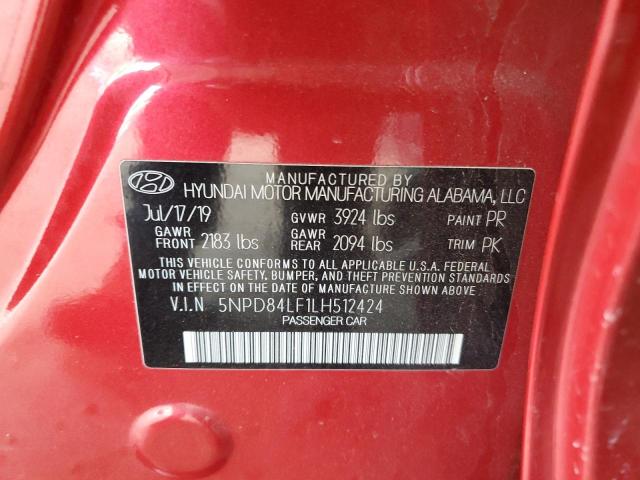 MANUFACTURED BY
HYUNDAI MOTOR MANUFACTURING ALABAMA, LLC
Jul/17/19 GVWR 3924 lbs PAINT PR
GAWR FRONT 2183 lbs GAWR REAR 2094 lbs TRIM PK
THIS VEHICLE CONFORMS TO ALL APPLICABLE U.S.A. FEDERAL
MOTOR VEHICLE SAFETY, BUMPER, AND THEFT PREVENTION STANDARDS
IN EFFECT ON THE DATE OF MANUFACTURE SHOWN ABOVE.
V.I.N 5NPD84LF1LH512424
PASSENGER CAR